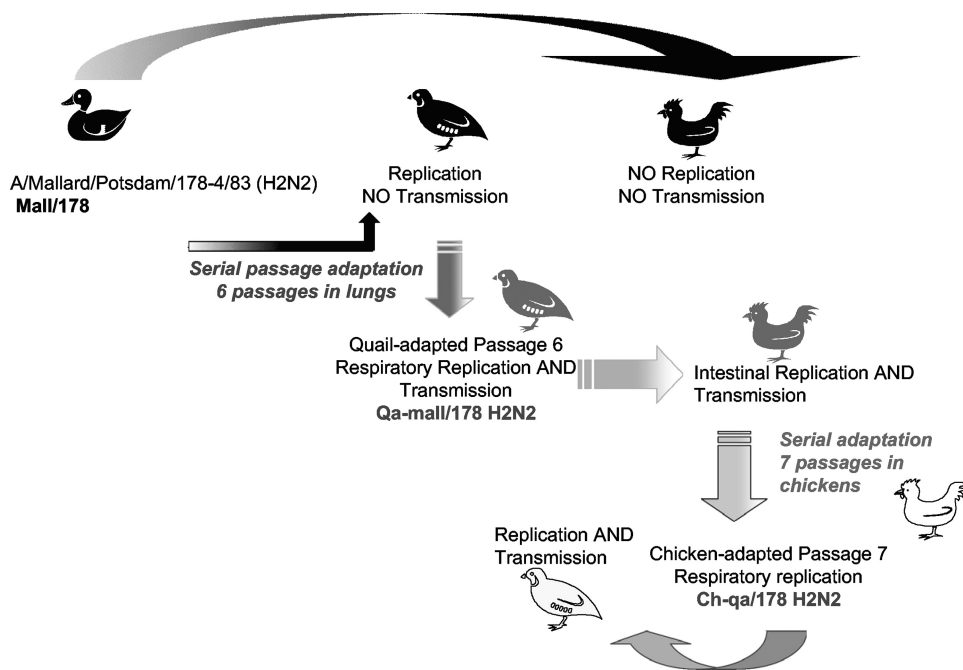 A/Mallard/Potsdam/178-4/83 (H2N2)
Mall/178
Replication
NO Transmission
NO Replication
NO Transmission
Serial passage adaptation
6 passages in lungs
Quail-adapted Passage 6
Respiratory Replication AND
Transmission
Qa-mall/178 H2N2
Intestinal Replication AND
Transmission
Serial adaptation
7 passages in
chickens
Replication AND
Transmission
Chicken-adapted Passage 7
Respiratory replication
Ch-qa/178 H2N2